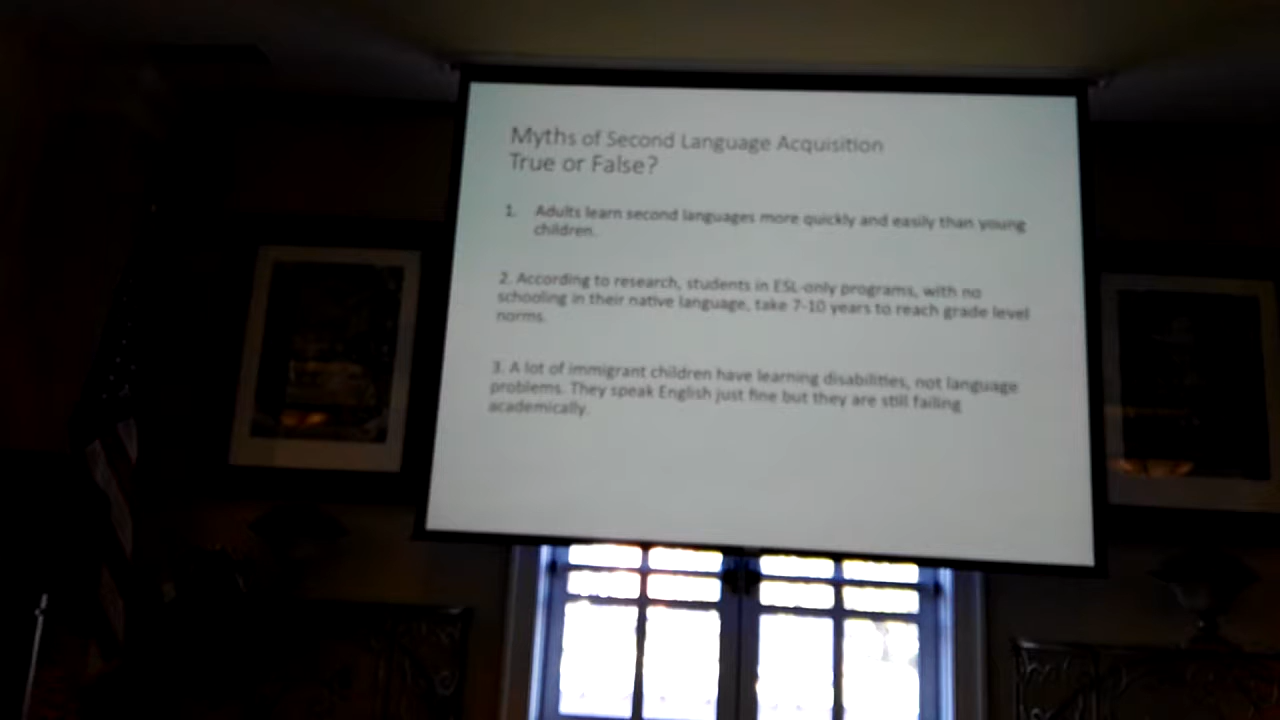 Myths of Second Language Acquisition
True or False?
1. Adults learn second languages more quickly and easily than young
children.
2. According to research, students in ESL-only programs, with no
schooling in their native language, take 7-10 years to reach grade level
norms.
3. A lot of immigrant children have learning disabilities, not language
problems. They speak English just fine but they are still failing
academically.